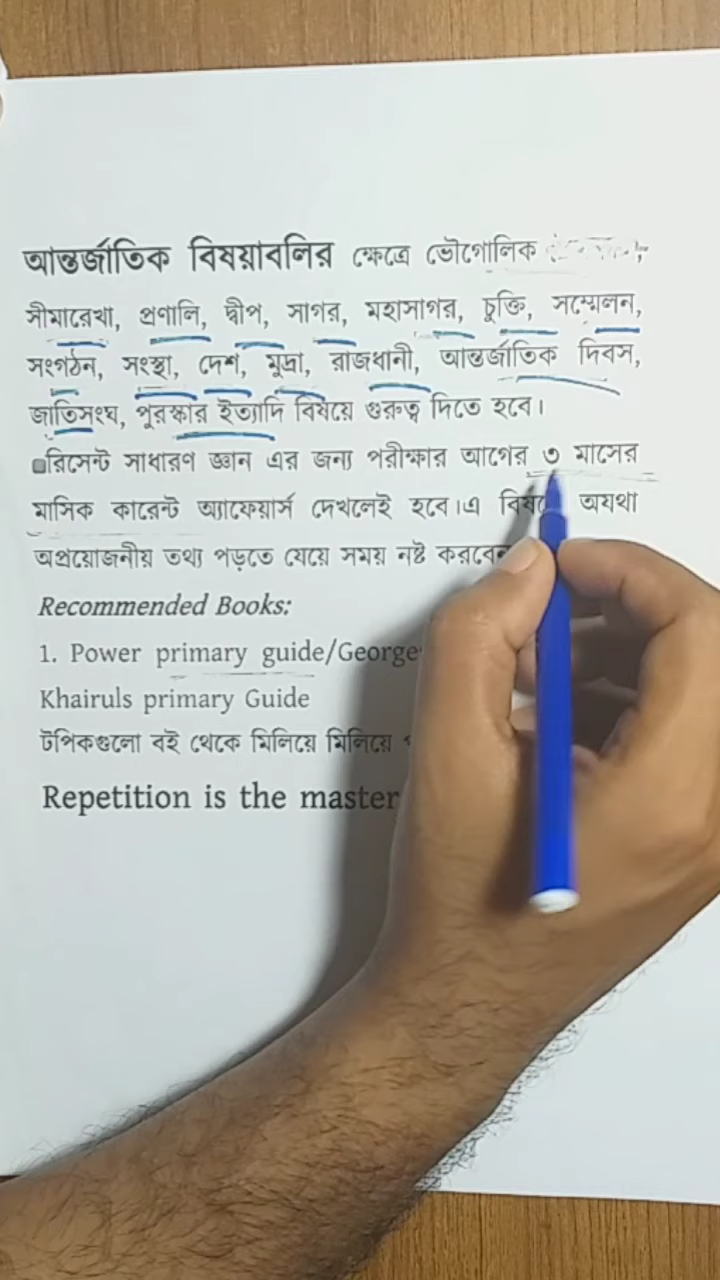 আন্তর্জাতিক বিষয়াবলির ক্ষেত্রে ভৌগোলিক
সীমারেখা, প্রণালি, দ্বীপ, সাগর, মহাসাগর, চুক্তি, সম্মেলন,
সংগঠন, সংস্থা, দেশ, মুদ্রা, রাজধানী, আন্তর্জাতিক দিবস,
জাতিসংঘ, পুরস্কার ইত্যাদি বিষয়ে গুরুত্ব দিতে হবে।
রিসেন্ট সাধারণ জ্ঞান এর জন্য পরীক্ষার আগের ৩ মাসের
মাসিক কারেন্ট অ্যাফেয়ার্স দেখলেই হবে।এ অযথা
অপ্রয়োজনীয় তথ্য পড়তে যেয়ে সময় নষ্ট
Recommended Books:
1. Power primary guide/George
Khairuls primary Guide
টপিকগুলো বই থেকে মিলিয়ে মিলিয়ে
Repetition is the master